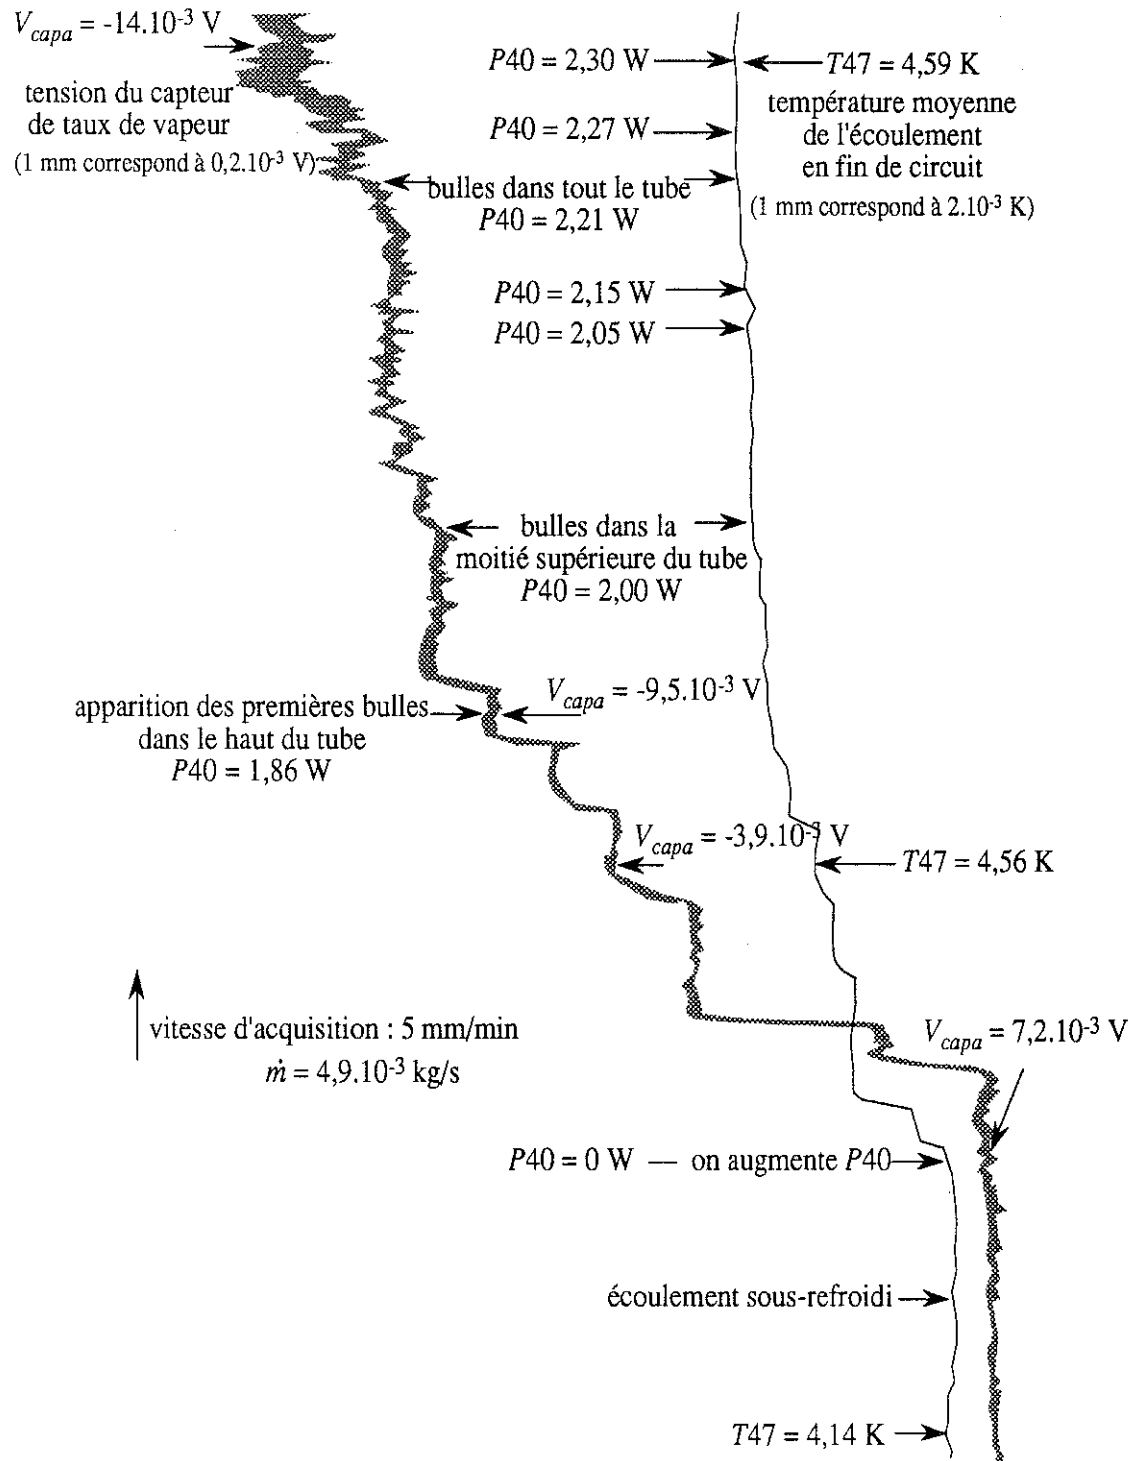 V_capa = -14.10⁻³ V
tension du capteur
de taux de vapeur
(1 mm correspond à 0,2.10⁻³ V)
P40 = 2,30 W
T47 = 4,59 K
température moyenne
de l'écoulement
en fin de circuit
(1 mm correspond à 2.10⁻³ K)
P40 = 2,27 W
bulles dans tout le tube
P40 = 2,21 W
P40 = 2,15 W
P40 = 2,05 W
bulles dans la
moitié supérieure du tube
P40 = 2,00 W
V_capa = -9,5.10⁻³ V
apparition des premières bulles
dans le haut du tube
P40 = 1,86 W
V_capa = -3,9.10⁻³ V
T47 = 4,56 K
vitesse d'acquisition : 5 mm/min
ṁ = 4,9.10⁻³ kg/s
V_capa = 7,2.10⁻³ V
P40 = 0 W — on augmente P40
écoulement sous-refroidi
T47 = 4,14 K